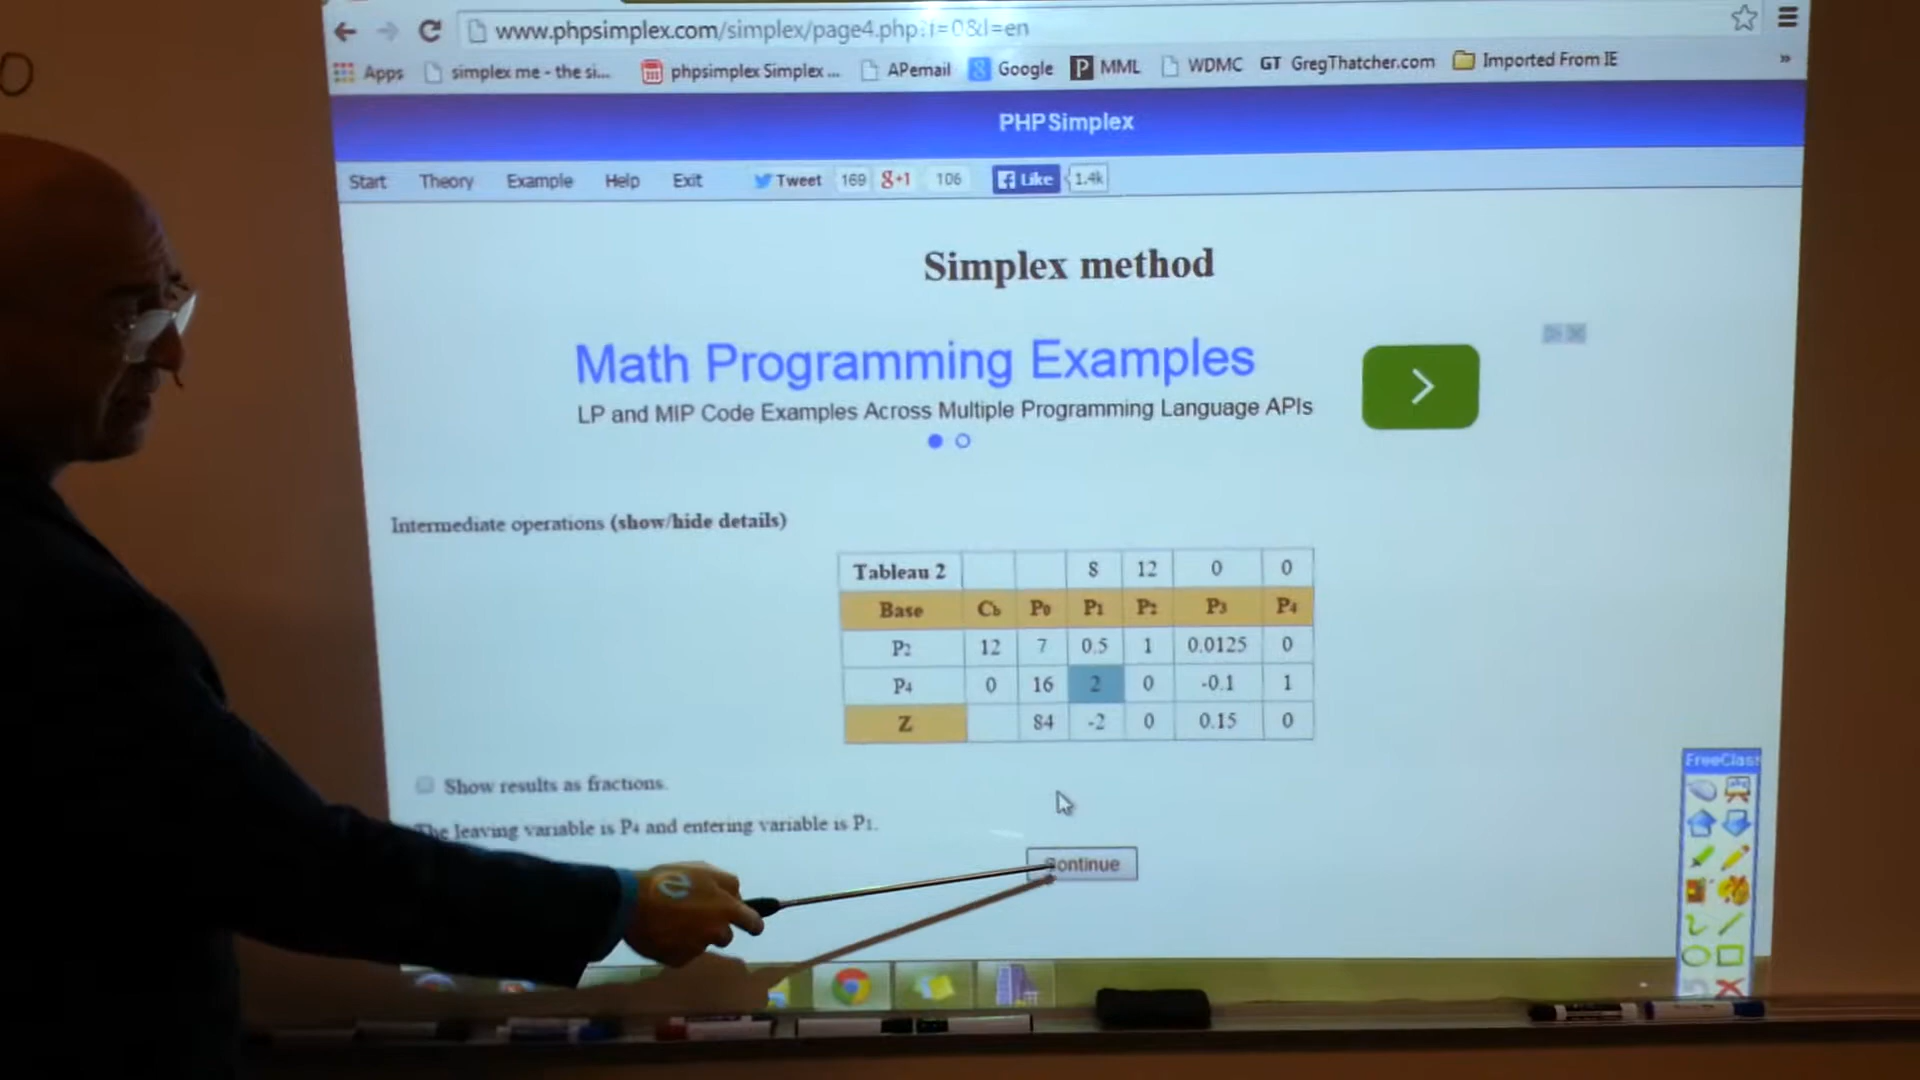 www.phpsimplex.com/simplex/page4.php?t=0&l=en
Apps simplex me - the si... phpsimplex Simplex ... APemail Google P MML WDMC GT GregThatcher.com Imported From IE »
PHPSimplex
Start Theory Example Help Exit Tweet 169 g+1 106 Like 1.4k
Simplex method
Math Programming Examples
LP and MIP Code Examples Across Multiple Programming Language APIs
Intermediate operations (show/hide details)
Tableau 2 8 12 0 0
Base Cb P0 P1 P2 P3 P4
P2 12 7 0.5 1 0.0125 0
P4 0 16 2 0 -0.1 1
Z 84 -2 0 0.15 0
Show results as fractions.
The leaving variable is P4 and entering variable is P1.
Continue
FreeClass